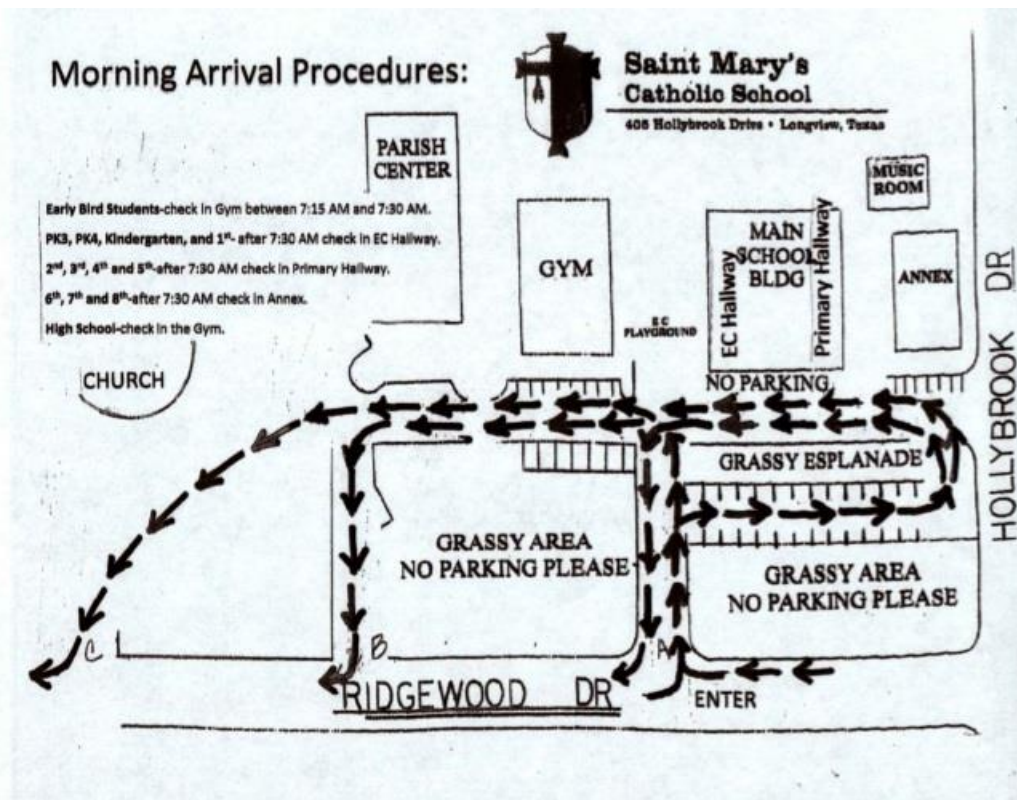 Morning Arrival Procedures:
Saint Mary's
Catholic School
405 Hollybrook Drive • Longview, Texas
PARISH
CENTER
MUSIC
ROOM
Early Bird Students-check in Gym between 7:15 AM and 7:30 AM.
PK3, PK4, Kindergarten, and 1st- after 7:30 AM check in EC Hallway.
2nd, 3rd, 4th and 5th-after 7:30 AM check in Primary Hallway.
6th, 7th and 8th-after 7:30 AM check in Annex.
High School-check in the Gym.
GYM
MAIN
SCHOOL
BLDG
EC Hallway
Primary Hallway
ANNEX
HOLLYBROOK DR
EC
PLAYGROUND
CHURCH
NO PARKING
GRASSY ESPLANADE
GRASSY AREA
NO PARKING PLEASE
GRASSY AREA
NO PARKING PLEASE
C
B
A
RIDGEWOOD DR
ENTER